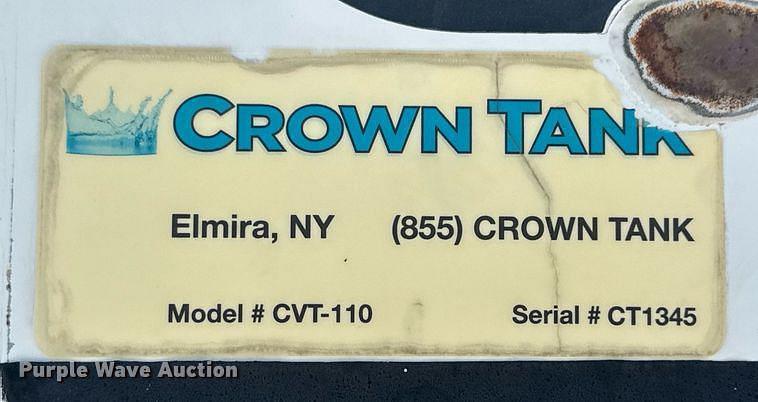 CROWN TANK
Elmira, NY (855) CROWN TANK
Model # CVT-110 Serial # CT1345
Purple Wave Auction